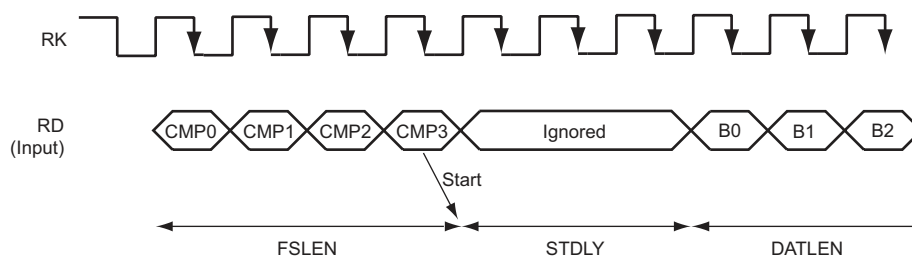 RK
RD
(Input)
CMP0 CMP1 CMP2 CMP3 Ignored B0 B1 B2
Start
FSLEN STDLY DATLEN